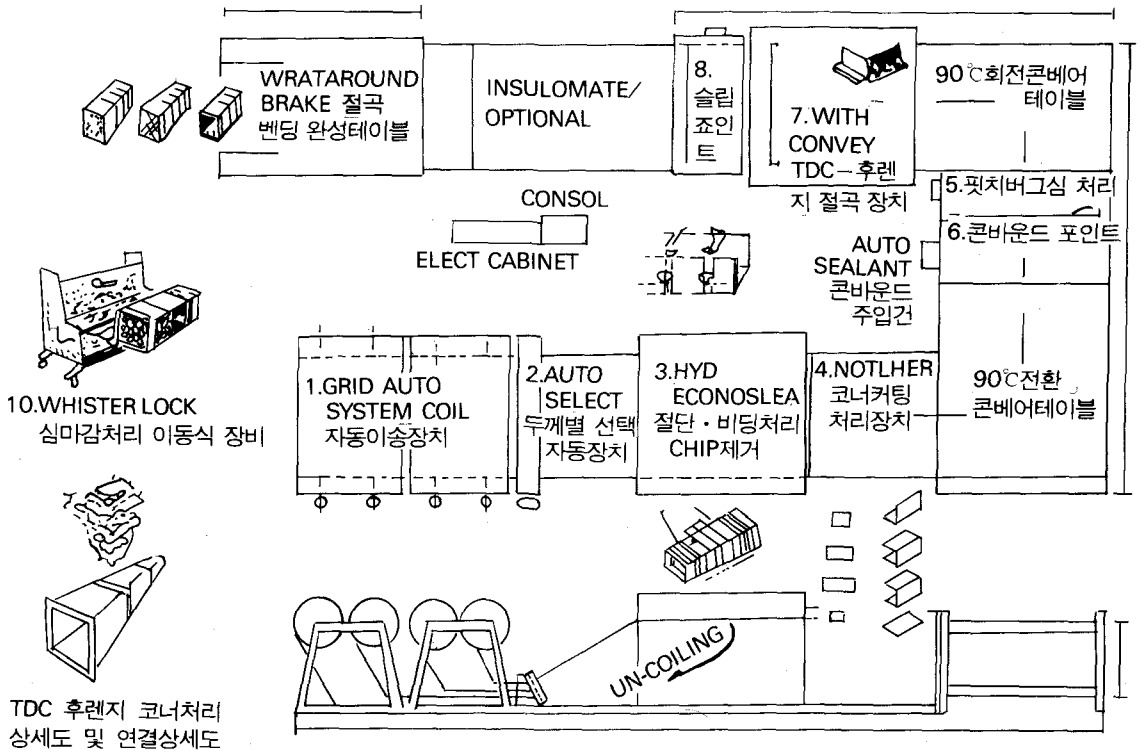 WRATAROUND
BRAKE 절곡
벤딩 완성테이블
INSULOMATE/
OPTIONAL
8.
슬립
죠인
트
7.WITH
CONVEY
TDC-후렌
지 절곡 장치
90℃회전콘베어
테이블
5.핏치버그심 처리
6.콘바운드 포인트
CONSOL
ELECT CABINET
AUTO
SEALANT
콘바운드
주입건
10.WHISTER LOCK
심마감처리 이동식 장비
1.GRID AUTO
SYSTEM COIL
자동이송장치
2.AUTO
SELECT
두께별 선택
자동장치
3.HYD
ECONOSLEA
절단·비딩처리
CHIP제거
4.NOTLHER
코너커팅
처리장치
90℃전환
콘베어테이블
UN-COILING
TDC 후렌지 코너처리
상세도 및 연결상세도